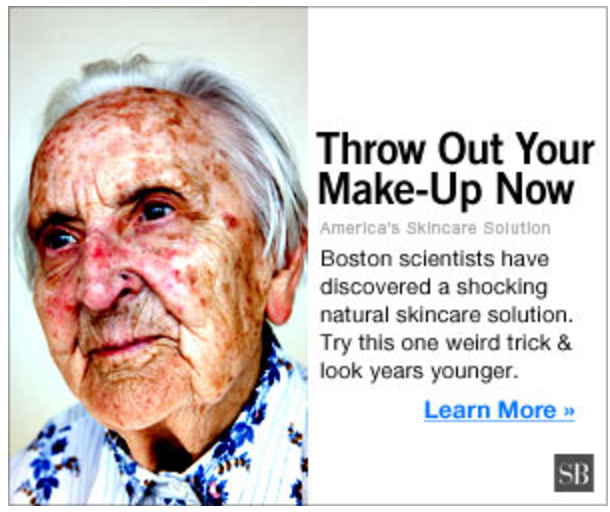 Throw Out Your
Make-Up Now
America's Skincare Solution
Boston scientists have
discovered a shocking
natural skincare solution.
Try this one weird trick &
look years younger.
Learn More »
SB